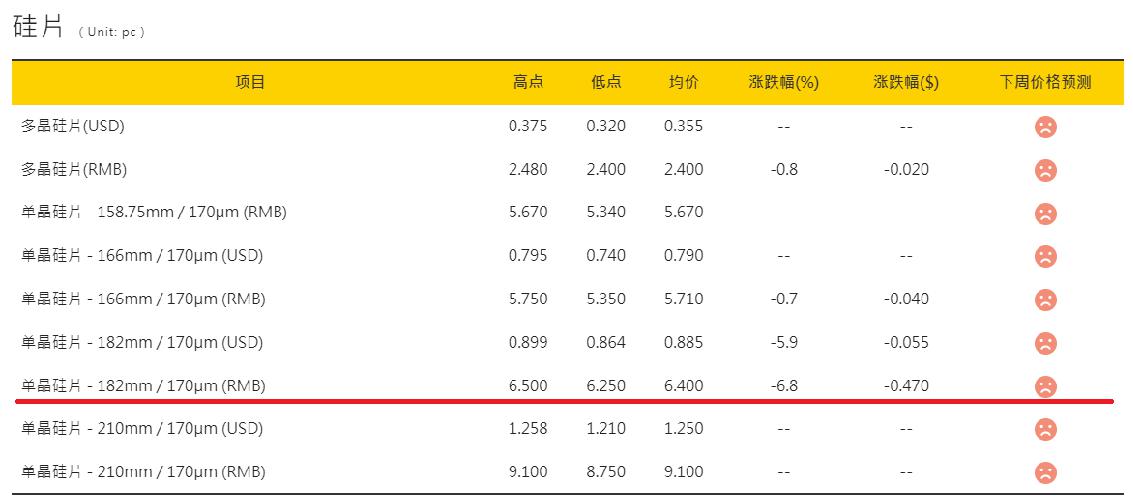 硅片 ( Unit: pc )
项目 高点 低点 均价 涨跌幅(%) 涨跌幅($) 下周价格预测
多晶硅片(USD) 0.375 0.320 0.355 -- --
多晶硅片(RMB) 2.480 2.400 2.400 -0.8 -0.020
单晶硅片 158.75mm / 170μm (RMB) 5.670 5.340 5.670
单晶硅片 - 166mm / 170μm (USD) 0.795 0.740 0.790 -- --
单晶硅片 - 166mm / 170μm (RMB) 5.750 5.350 5.710 -0.7 -0.040
单晶硅片 - 182mm / 170μm (USD) 0.899 0.864 0.885 -5.9 -0.055
单晶硅片 - 182mm / 170μm (RMB) 6.500 6.250 6.400 -6.8 -0.470
单晶硅片 - 210mm / 170μm (USD) 1.258 1.210 1.250 -- --
单晶硅片 - 210mm / 170μm (RMB) 9.100 8.750 9.100 -- --